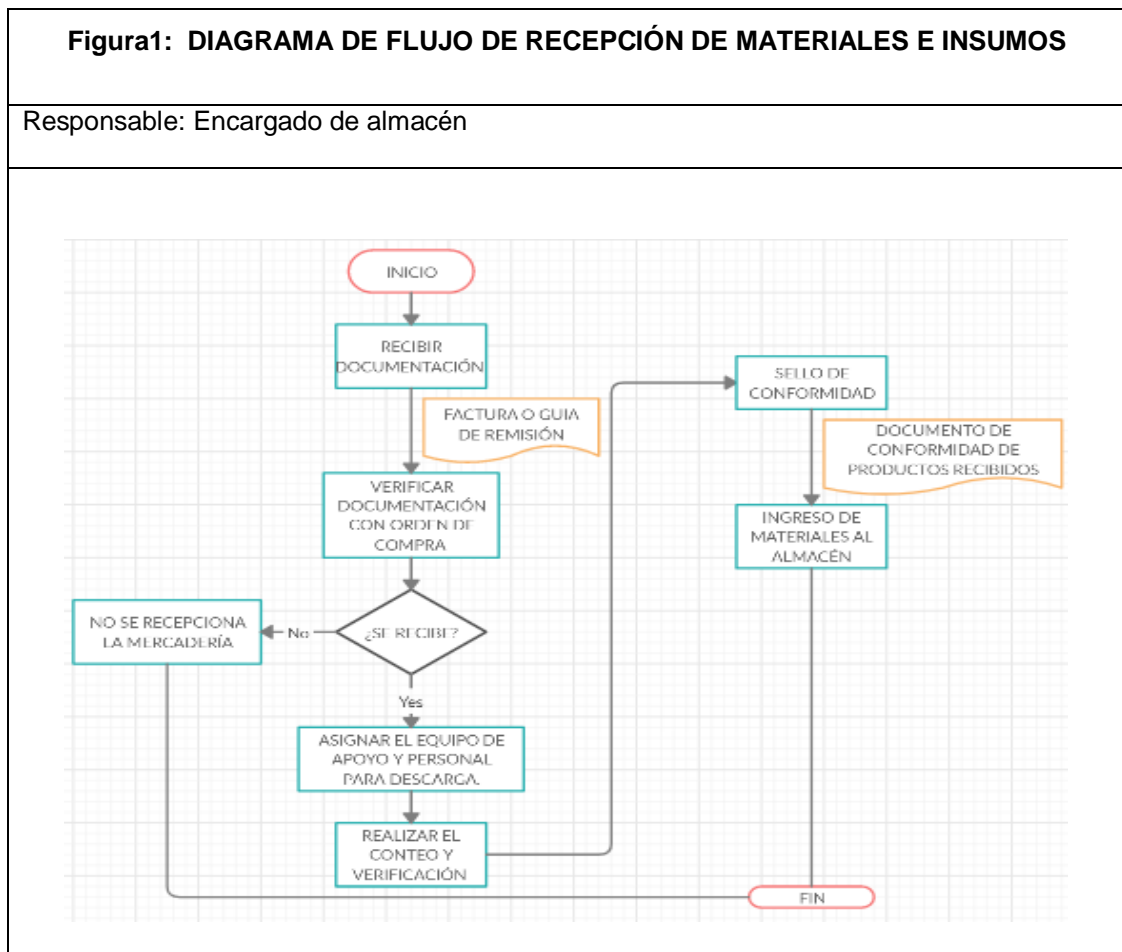 Figura1: DIAGRAMA DE FLUJO DE RECEPCIÓN DE MATERIALES E INSUMOS
Responsable: Encargado de almacén
INICIO
RECIBIR
DOCUMENTACIÓN
FACTURA O GUIA
DE REMISIÓN
VERIFICAR
DOCUMENTACIÓN
CON ORDEN DE
COMPRA
¿SE RECIBE?
No
NO SE RECEPCIONA
LA MERCADERÍA
Yes
ASIGNAR EL EQUIPO DE
APOYO Y PERSONAL
PARA DESCARGA.
REALIZAR EL
CONTEO Y
VERIFICACIÓN
SELLO DE
CONFORMIDAD
DOCUMENTO DE
CONFORMIDAD DE
PRODUCTOS RECIBIDOS
INGRESO DE
MATERIALES AL
ALMACÉN
FIN